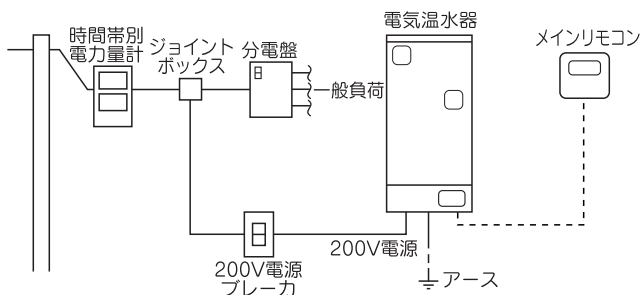 電気温水器
時間帯別
電力量計
ジョイント
ボックス
分電盤
メインリモコン
一般負荷
200V電源
200V電源
ブレーカ
アース